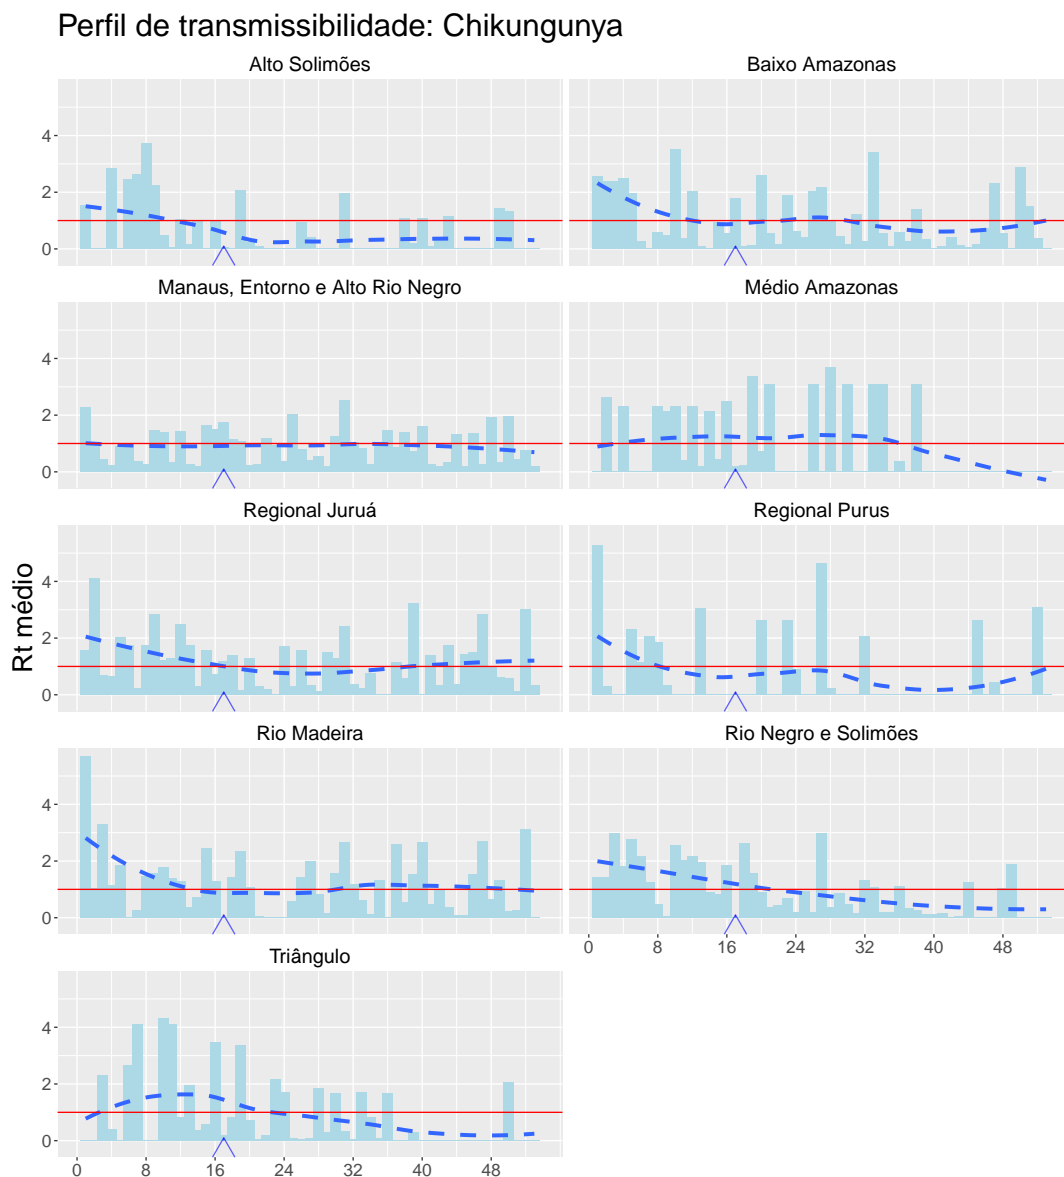 Perfil de transmissibilidade: Chikungunya
Alto Solimões
Baixo Amazonas
4
2
0
Manaus, Entorno e Alto Rio Negro
Médio Amazonas
4
2
0
Regional Juruá
Regional Purus
4
2
0
Rt médio
Rio Madeira
Rio Negro e Solimões
4
2
0
0 8 16 24 32 40 48
Triângulo
4
2
0
0 8 16 24 32 40 48